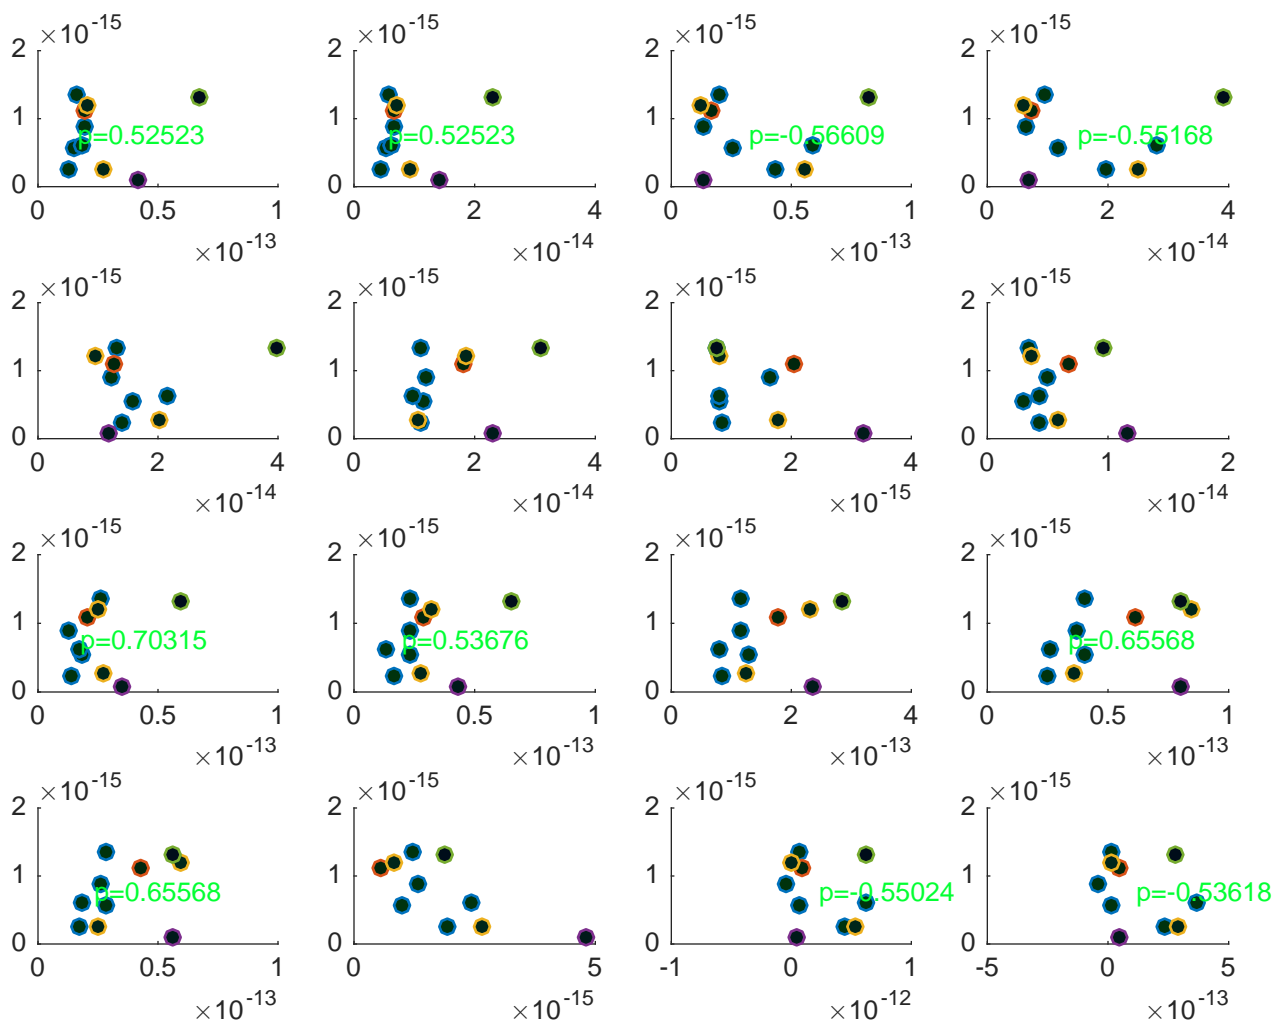 ×10-15 ×10-15 ×10-15 ×10-15
2 2 2 2
1 1 1 1
p=0.52523 p=0.52523 p=-0.56609 p=-0.55168
0 0 0 0
0 0.5 1 0 2 4 0 0.5 1 0 2 4
×10-13 ×10-14 ×10-13 ×10-14
×10-15 ×10-15 ×10-15 ×10-15
2 2 2 2
1 1 1 1
0 0 0 0
0 2 4 0 2 4 0 2 4 0 1 2
×10-14 ×10-14 ×10-15 ×10-14
×10-15 ×10-15 ×10-15 ×10-15
2 2 2 2
1 1 1 1
p=0.70315 p=0.53676 p=0.65568
0 0 0 0
0 0.5 1 0 0.5 1 0 2 4 0 0.5 1
×10-13 ×10-13 ×10-13 ×10-13
×10-15 ×10-15 ×10-15 ×10-15
2 2 2 2
1 1 1 1
p=0.65568 p=-0.55024 p=-0.53618
0 0 0 0
0 0.5 1 0 5 -1 0 1 -5 0 5
×10-13 ×10-15 ×10-12 ×10-13